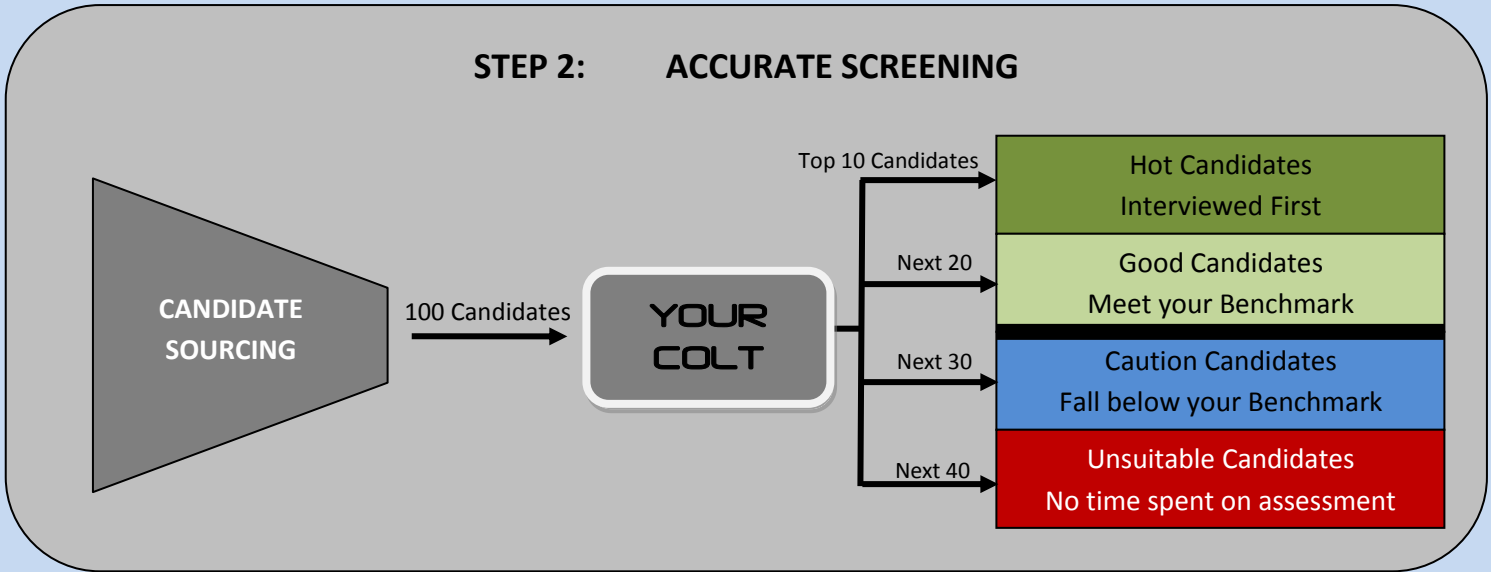 STEP 2: ACCURATE SCREENING
CANDIDATE
SOURCING
100 Candidates
YOUR
COLT
Top 10 Candidates
Next 20
Next 30
Next 40
Hot Candidates
Interviewed First
Good Candidates
Meet your Benchmark
Caution Candidates
Fall below your Benchmark
Unsuitable Candidates
No time spent on assessment